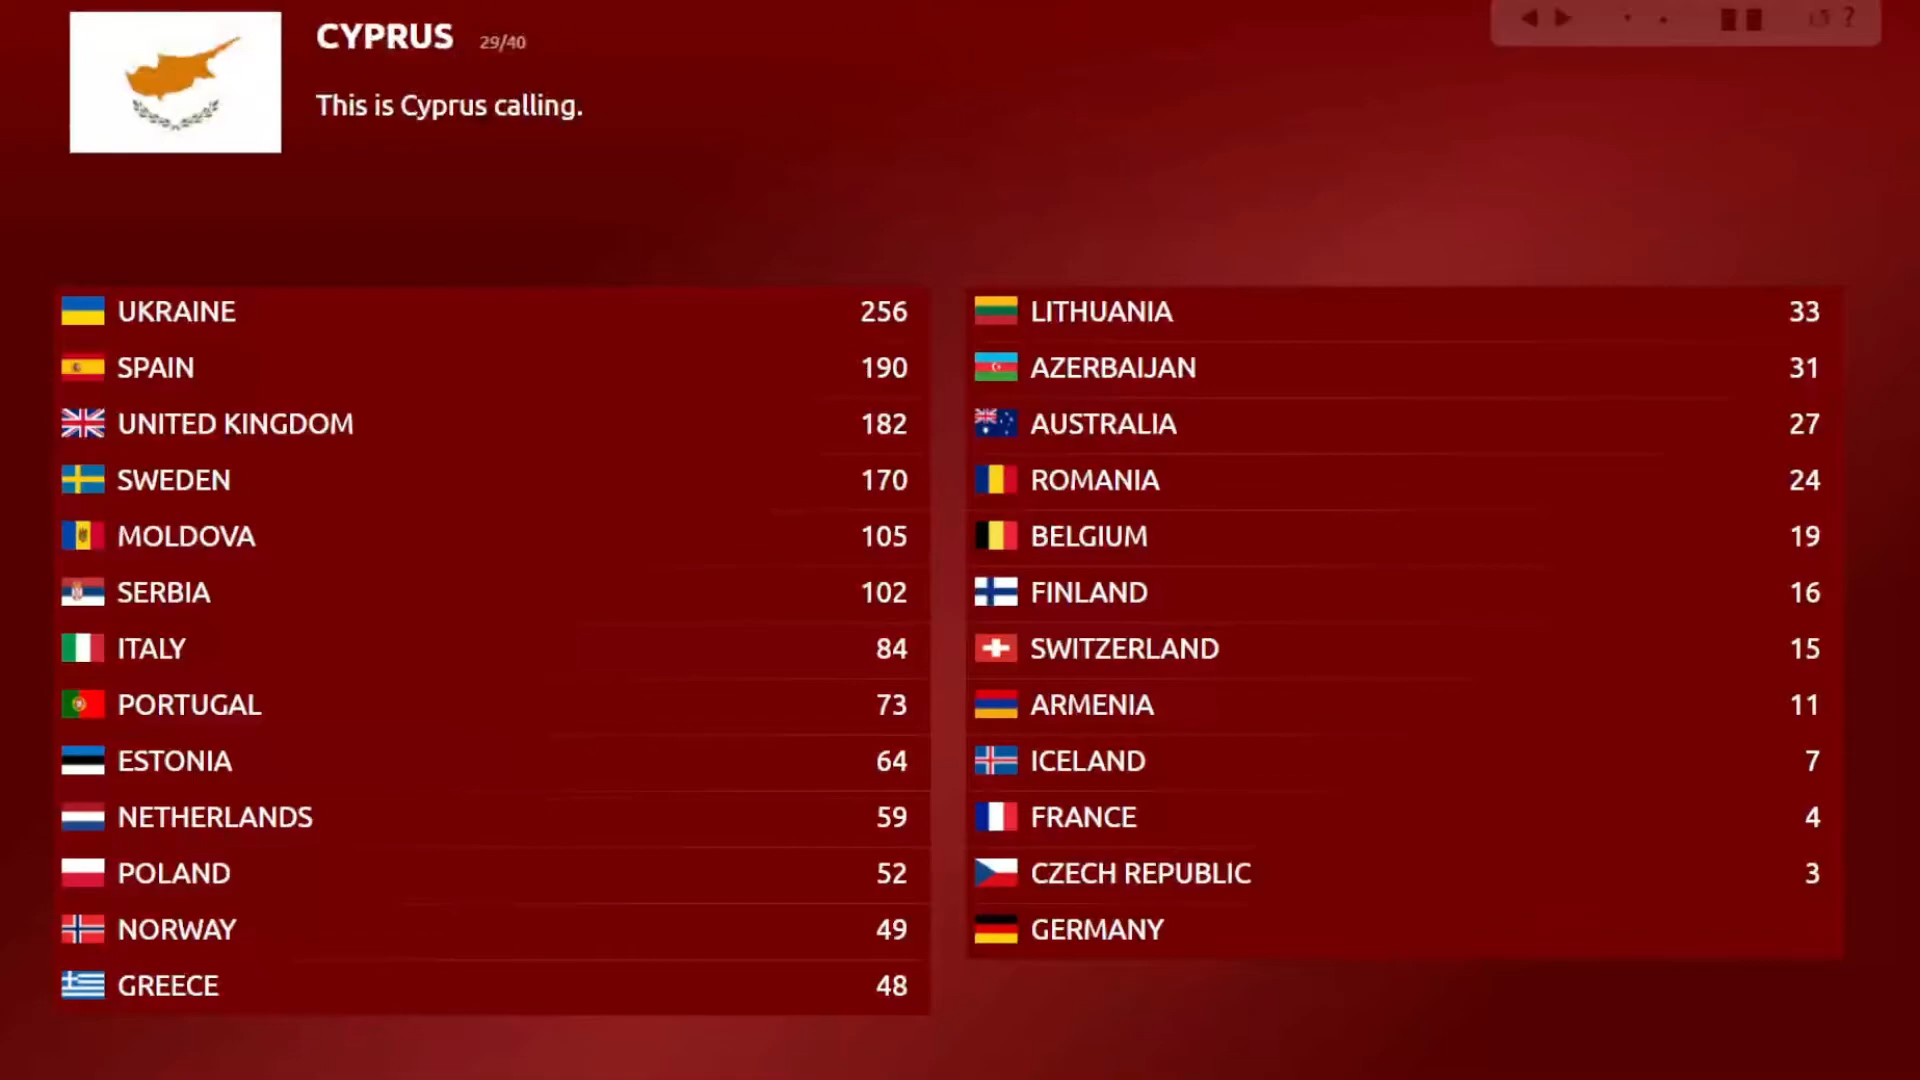 CYPRUS 29/40
This is Cyprus calling.
UKRAINE 256
SPAIN 190
UNITED KINGDOM 182
SWEDEN 170
MOLDOVA 105
SERBIA 102
ITALY 84
PORTUGAL 73
ESTONIA 64
NETHERLANDS 59
POLAND 52
NORWAY 49
GREECE 48
LITHUANIA 33
AZERBAIJAN 31
AUSTRALIA 27
ROMANIA 24
BELGIUM 19
FINLAND 16
SWITZERLAND 15
ARMENIA 11
ICELAND 7
FRANCE 4
CZECH REPUBLIC 3
GERMANY